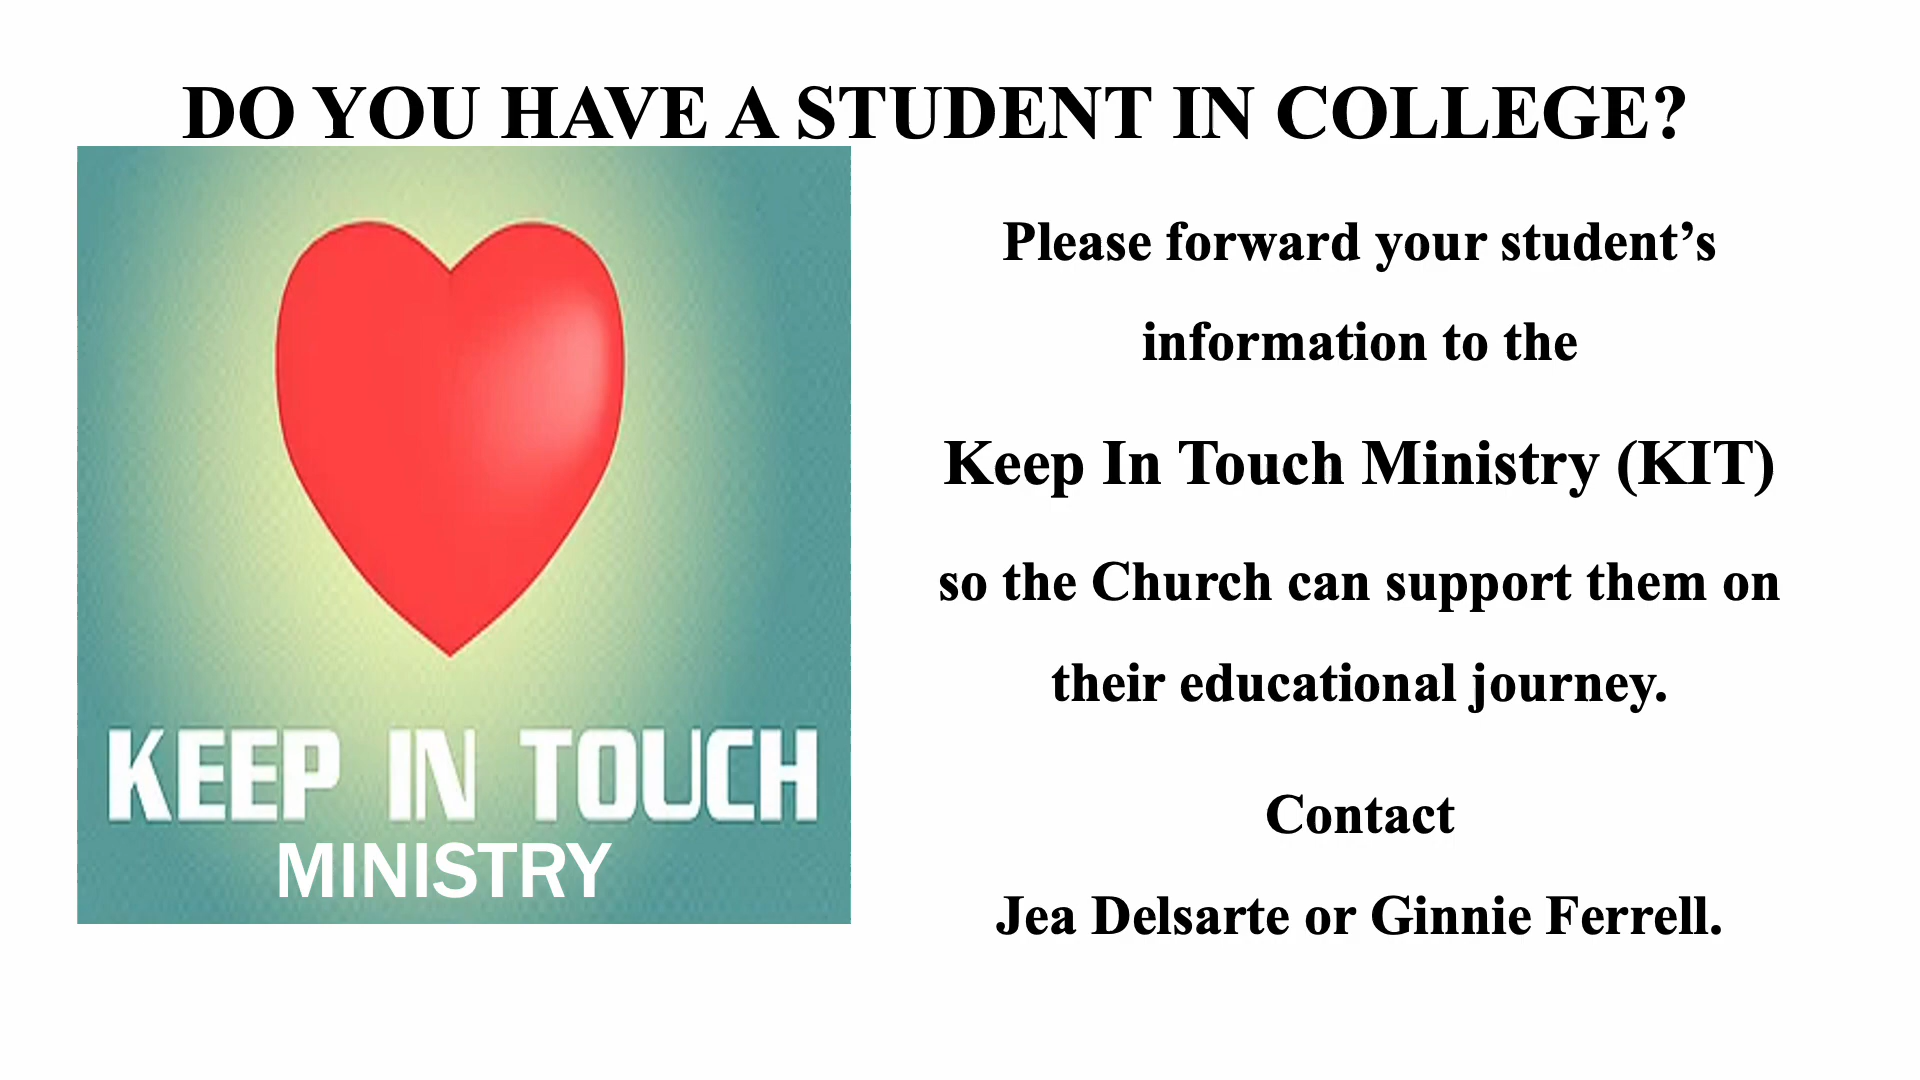 DO YOU HAVE A STUDENT IN COLLEGE?
KEEP IN TOUCH
MINISTRY
Please forward your student’s
information to the
Keep In Touch Ministry (KIT)
so the Church can support them on
their educational journey.
Contact
Jea Delsarte or Ginnie Ferrell.